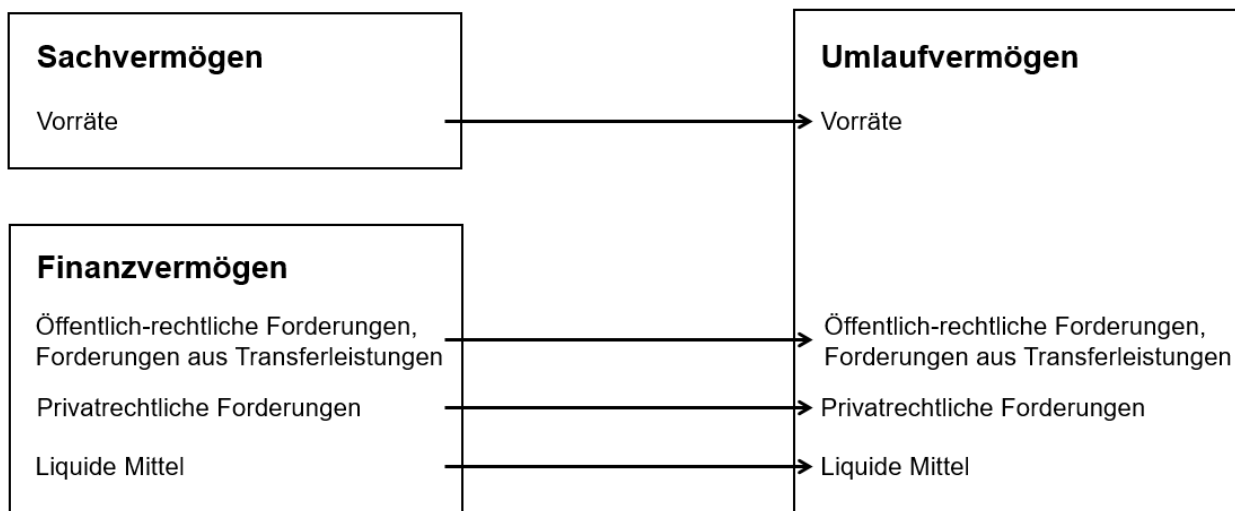 Sachvermögen
Vorräte
Finanzvermögen
Öffentlich-rechtliche Forderungen,
Forderungen aus Transferleistungen
Privatrechtliche Forderungen
Liquide Mittel
Umlaufvermögen
Vorräte
Öffentlich-rechtliche Forderungen,
Forderungen aus Transferleistungen
Privatrechtliche Forderungen
Liquide Mittel